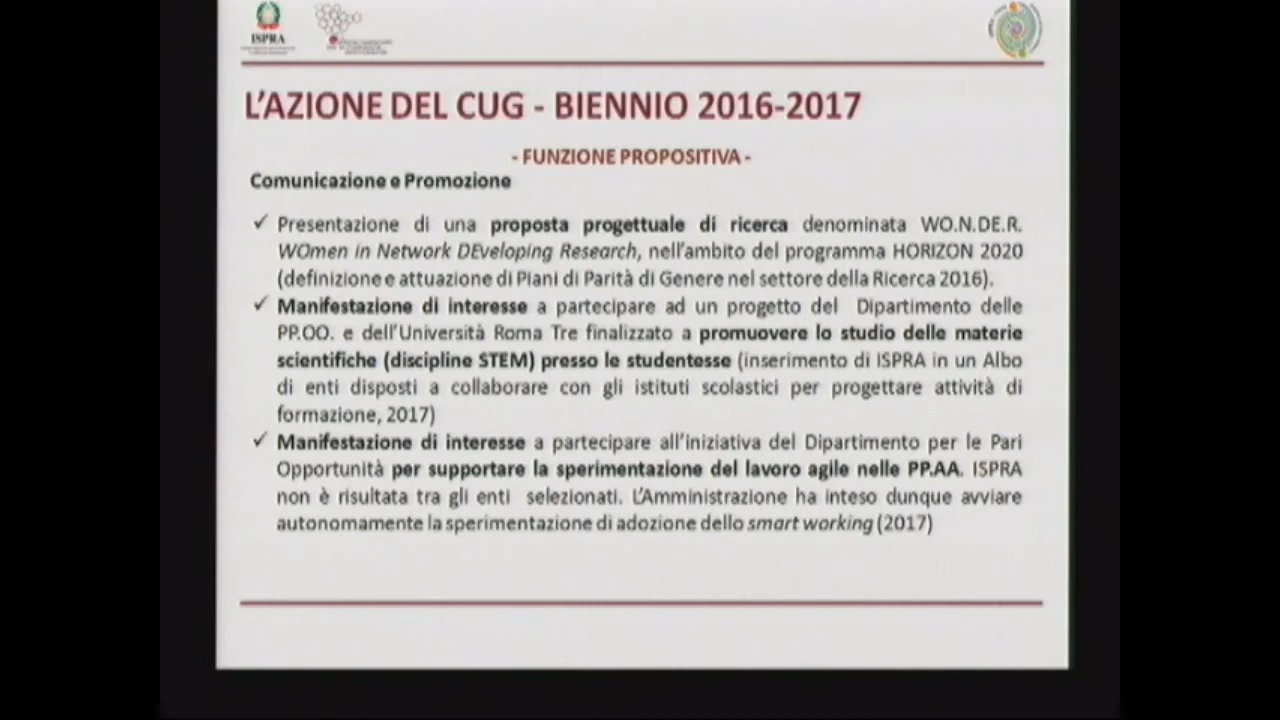 ISPRA
L'AZIONE DEL CUG - BIENNIO 2016-2017
- FUNZIONE PROPOSITIVA -
Comunicazione e Promozione
✓ Presentazione di una proposta progettuale di ricerca denominata WO.N.DE.R.
WOmen in Network DEveloping Research, nell'ambito del programma HORIZON 2020
(definizione e attuazione di Piani di Parità di Genere nel settore della Ricerca 2016).
✓ Manifestazione di interesse a partecipare ad un progetto del Dipartimento delle
PP.OO. e dell'Università Roma Tre finalizzato a promuovere lo studio delle materie
scientifiche (discipline STEM) presso le studentesse (inserimento di ISPRA in un Albo
di enti disposti a collaborare con gli istituti scolastici per progettare attività di
formazione, 2017)
✓ Manifestazione di interesse a partecipare all'iniziativa del Dipartimento per le Pari
Opportunità per supportare la sperimentazione del lavoro agile nelle PP.AA. ISPRA
non è risultata tra gli enti selezionati. L'Amministrazione ha inteso dunque avviare
autonomamente la sperimentazione di adozione dello smart working (2017)